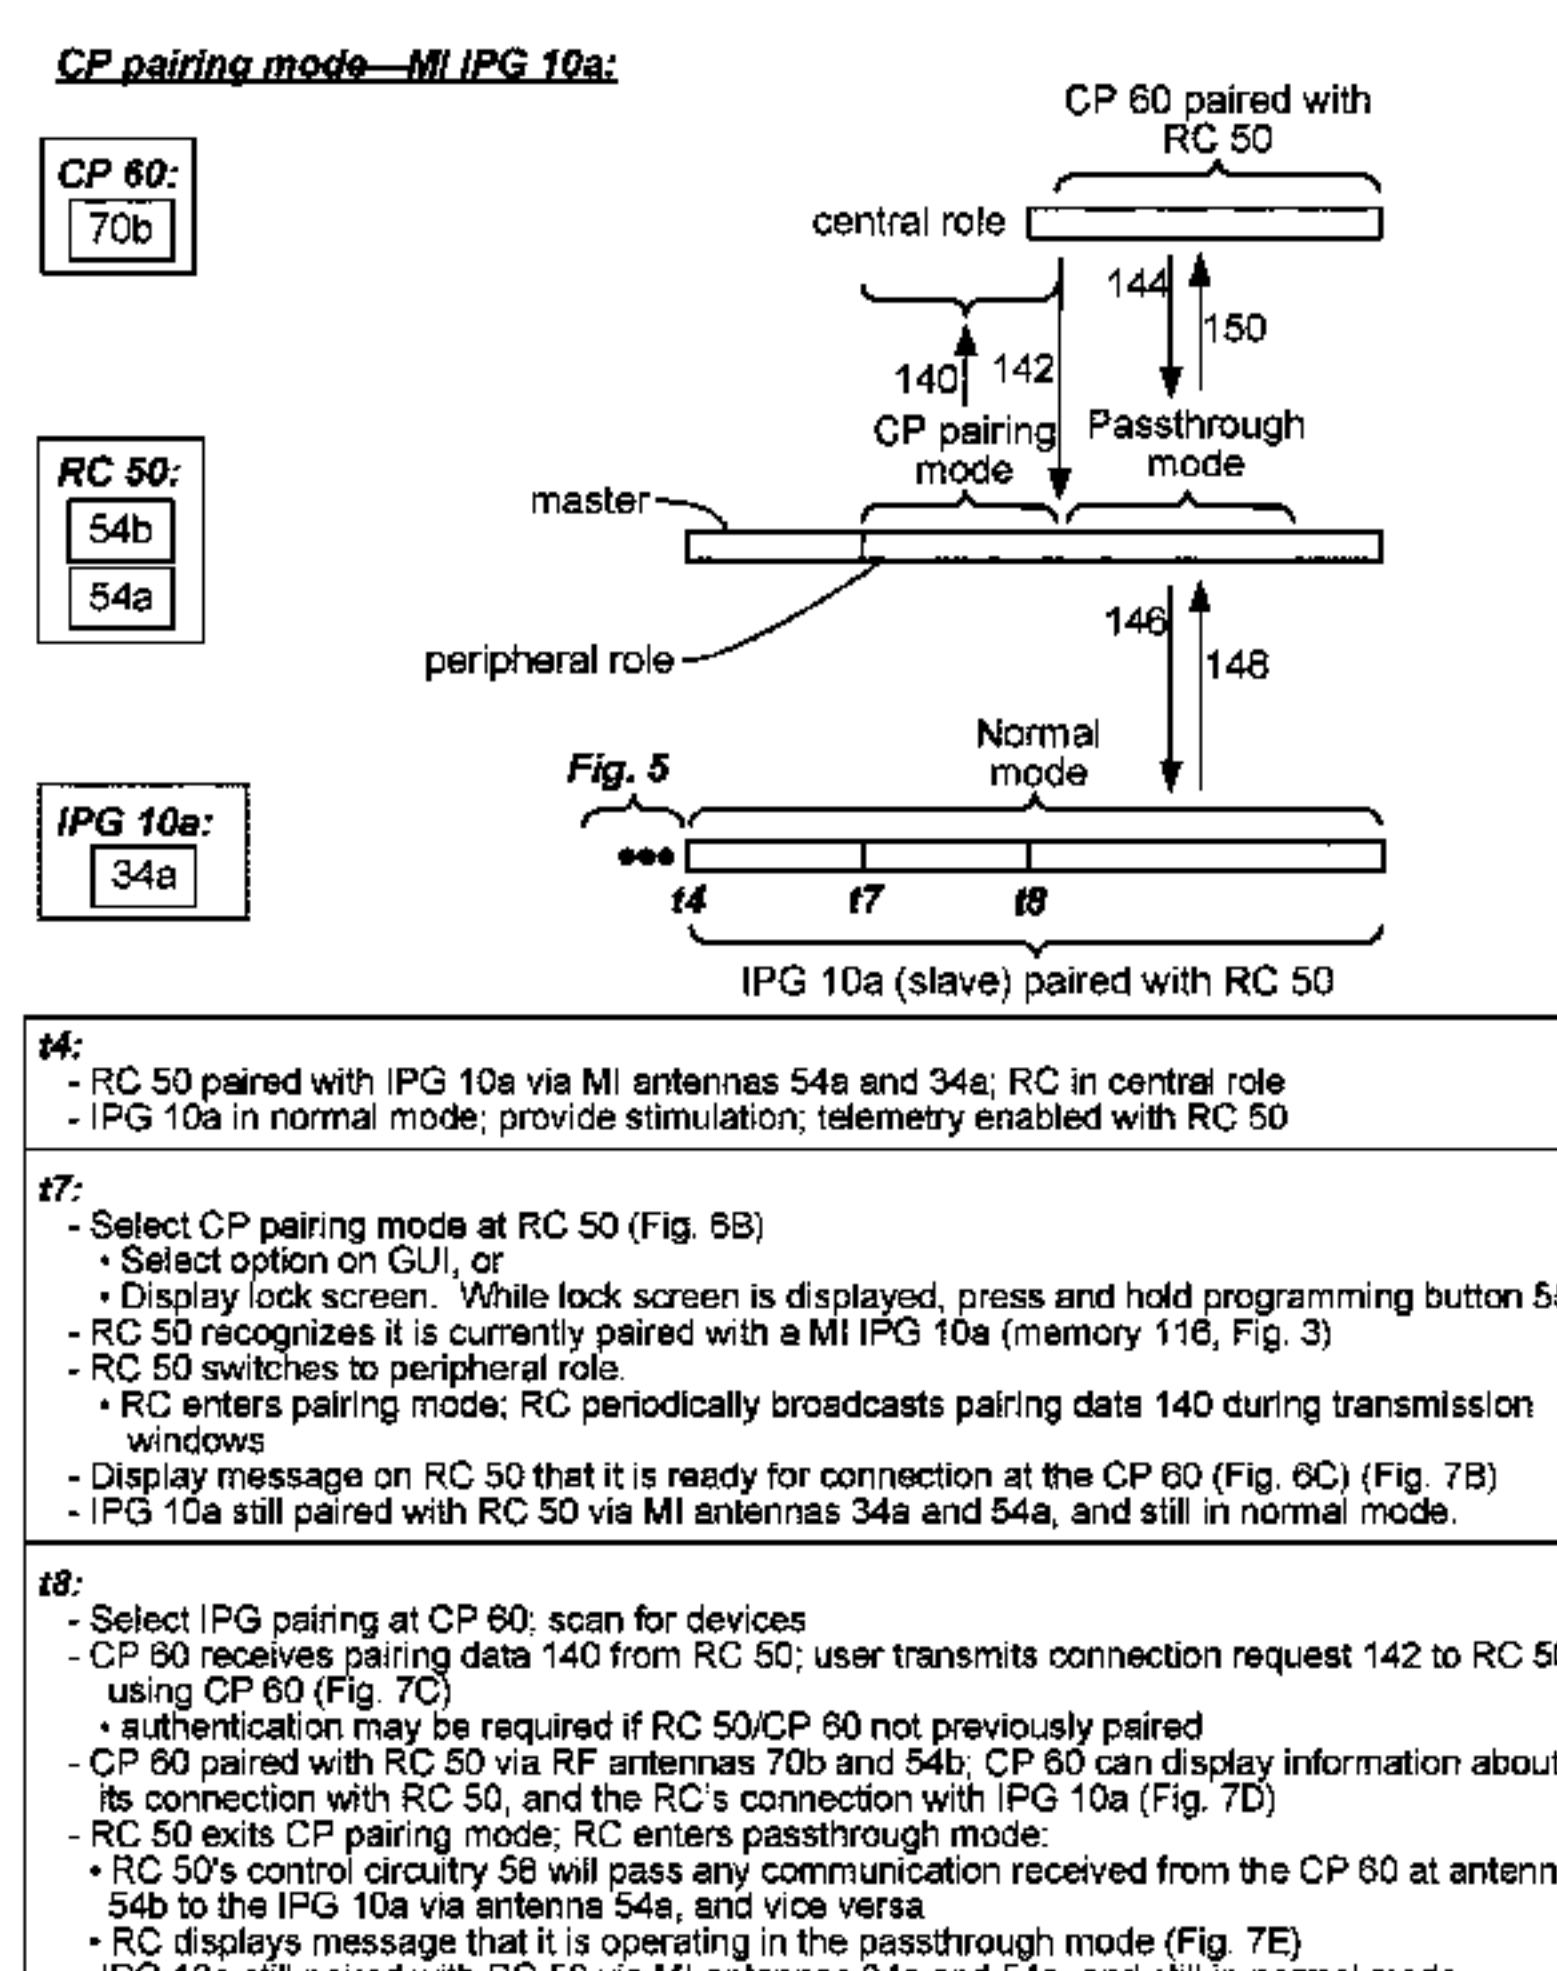 CP pairing mode—MI IPG 10a:
CP 60 paired with
RC 50
CP 60:
70b
central role
144
150
140
142
CP pairing
mode
Passthrough
mode
RC 50:
54b
54a
master
peripheral role
146
148
Normal
mode
Fig. 5
IPG 10a:
34a
•••
t4 t7 t8
IPG 10a (slave) paired with RC 50
t4:
- RC 50 paired with IPG 10a via MI antennas 54a and 34a; RC in central role
- IPG 10a in normal mode; provide stimulation; telemetry enabled with RC 50
t7:
- Select CP pairing mode at RC 50 (Fig. 6B)
• Select option on GUI, or
• Display lock screen. While lock screen is displayed, press and hold programming button
- RC 50 recognizes it is currently paired with a MI IPG 10a (memory 116, Fig. 3)
- RC 50 switches to peripheral role.
• RC enters pairing mode; RC periodically broadcasts pairing data 140 during transmission
windows
- Display message on RC 50 that it is ready for connection at the CP 60 (Fig. 6C) (Fig. 7B)
- IPG 10a still paired with RC 50 via MI antennas 34a and 54a, and still in normal mode.
t8:
- Select IPG pairing at CP 60; scan for devices
- CP 60 receives pairing data 140 from RC 50; user transmits connection request 142 to RC 50
using CP 60 (Fig. 7C)
• authentication may be required if RC 50/CP 60 not previously paired
- CP 60 paired with RC 50 via RF antennas 70b and 54b; CP 60 can display information about
its connection with RC 50, and the RC's connection with IPG 10a (Fig. 7D)
- RC 50 exits CP pairing mode; RC enters passthrough mode:
• RC 50's control circuitry 58 will pass any communication received from the CP 60 at antenn
54b to the IPG 10a via antenna 54a, and vice versa
• RC displays message that it is operating in the passthrough mode (Fig. 7E)